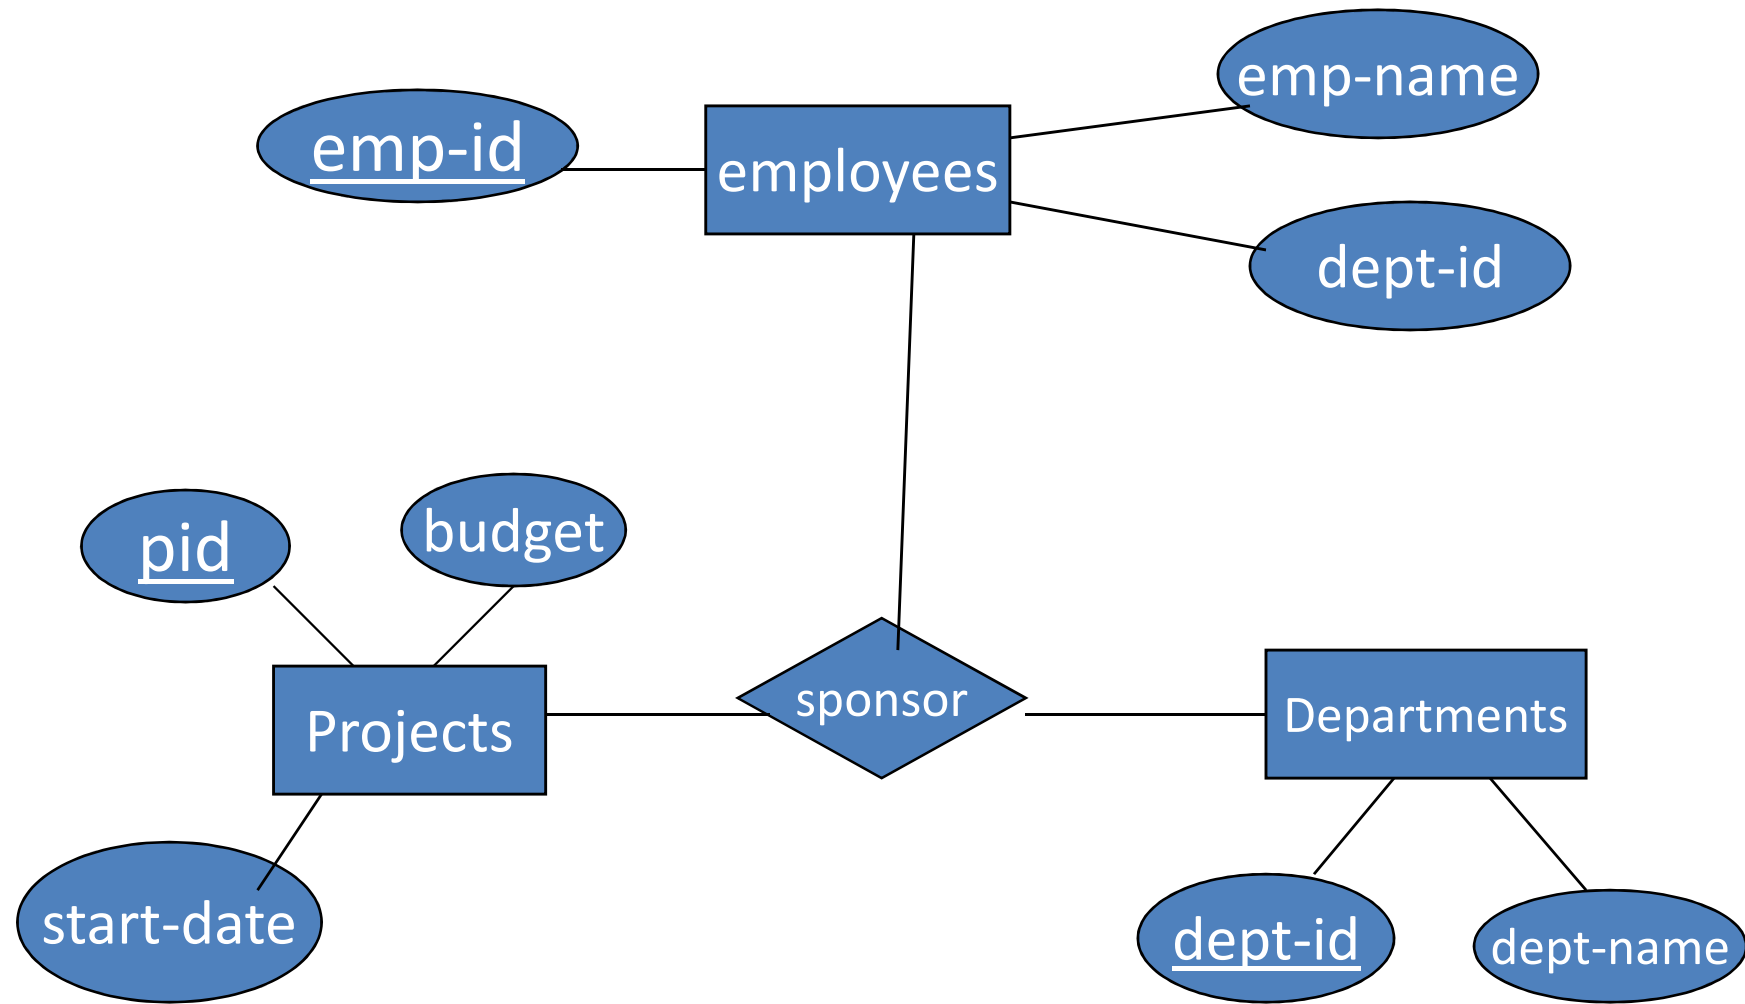 emp-name
emp-id
employees
dept-id
pid
budget
sponsor
Departments
Projects
start-date
dept-id
dept-name